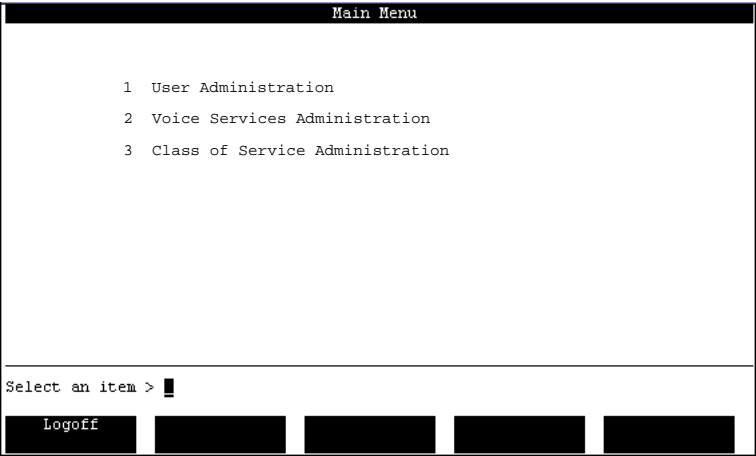 Main Menu
1 User Administration
2 Voice Services Administration
3 Class of Service Administration
Select an item >
Logoff